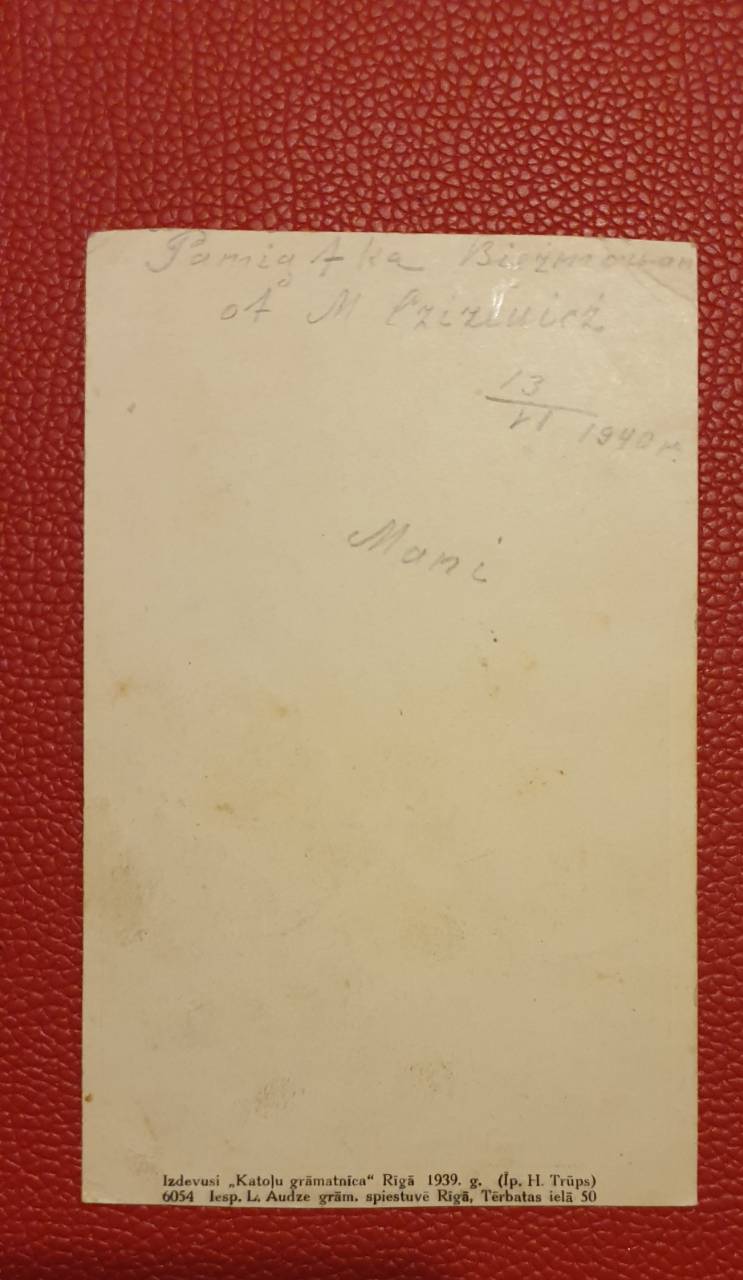 Pamiątka Bieżmowan
od M
13
VI 1940 r.
Mani
Izdevusi „Katoļu grāmatnīca“ Rīgā 1939. g. (Īp. H. Trūps)
6054 Iesp. L. Audze grām. spiestuvē Rīgā, Tērbatas ielā 50